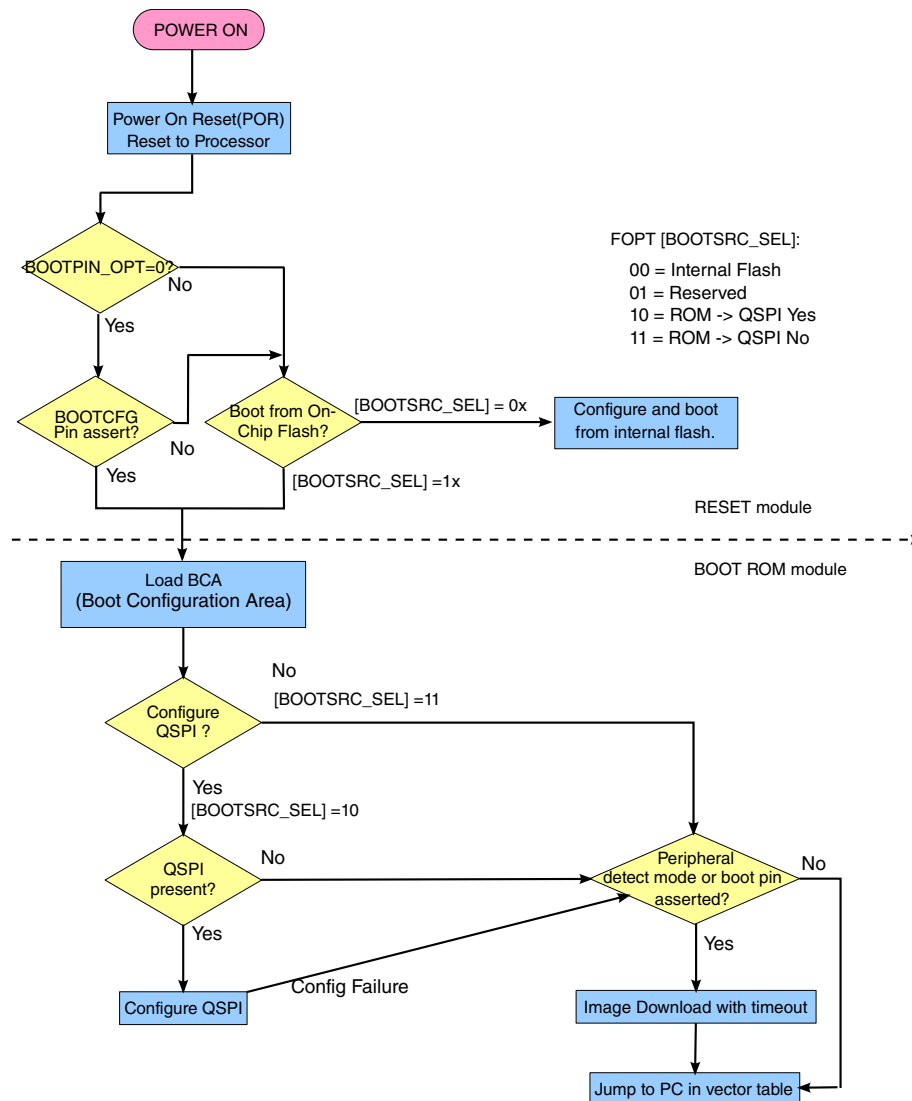 POWER ON
Power On Reset(POR)
Reset to Processor
BOOTPIN_OPT=0?
No
Yes
FOPT [BOOTSRC_SEL]:
00 = Internal Flash
01 = Reserved
10 = ROM -> QSPI Yes
11 = ROM -> QSPI No
BOOTCFG
Pin assert?
No
Yes
Boot from On-
Chip Flash?
[BOOTSRC_SEL] = 0x
Configure and boot
from internal flash.
[BOOTSRC_SEL] =1x
RESET module
BOOT ROM module
Load BCA
(Boot Configuration Area)
No
[BOOTSRC_SEL] =11
Configure
QSPI ?
Yes
[BOOTSRC_SEL] =10
QSPI
present?
No
Yes
Peripheral
detect mode or boot pin
asserted?
No
Yes
Configure QSPI
Config Failure
Image Download with timeout
Jump to PC in vector table